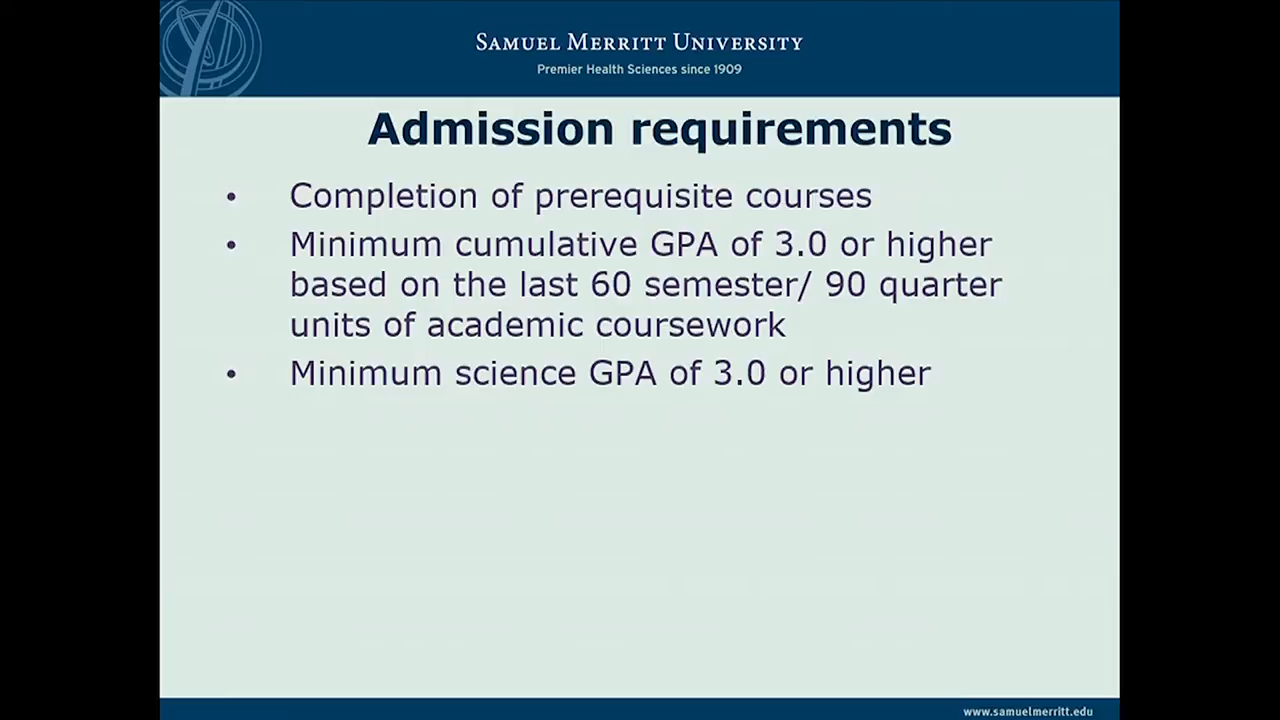 SAMUEL MERRITT UNIVERSITY
Premier Health Sciences since 1909
Admission requirements
• Completion of prerequisite courses
• Minimum cumulative GPA of 3.0 or higher
based on the last 60 semester/ 90 quarter
units of academic coursework
• Minimum science GPA of 3.0 or higher
www.samuelmerritt.edu